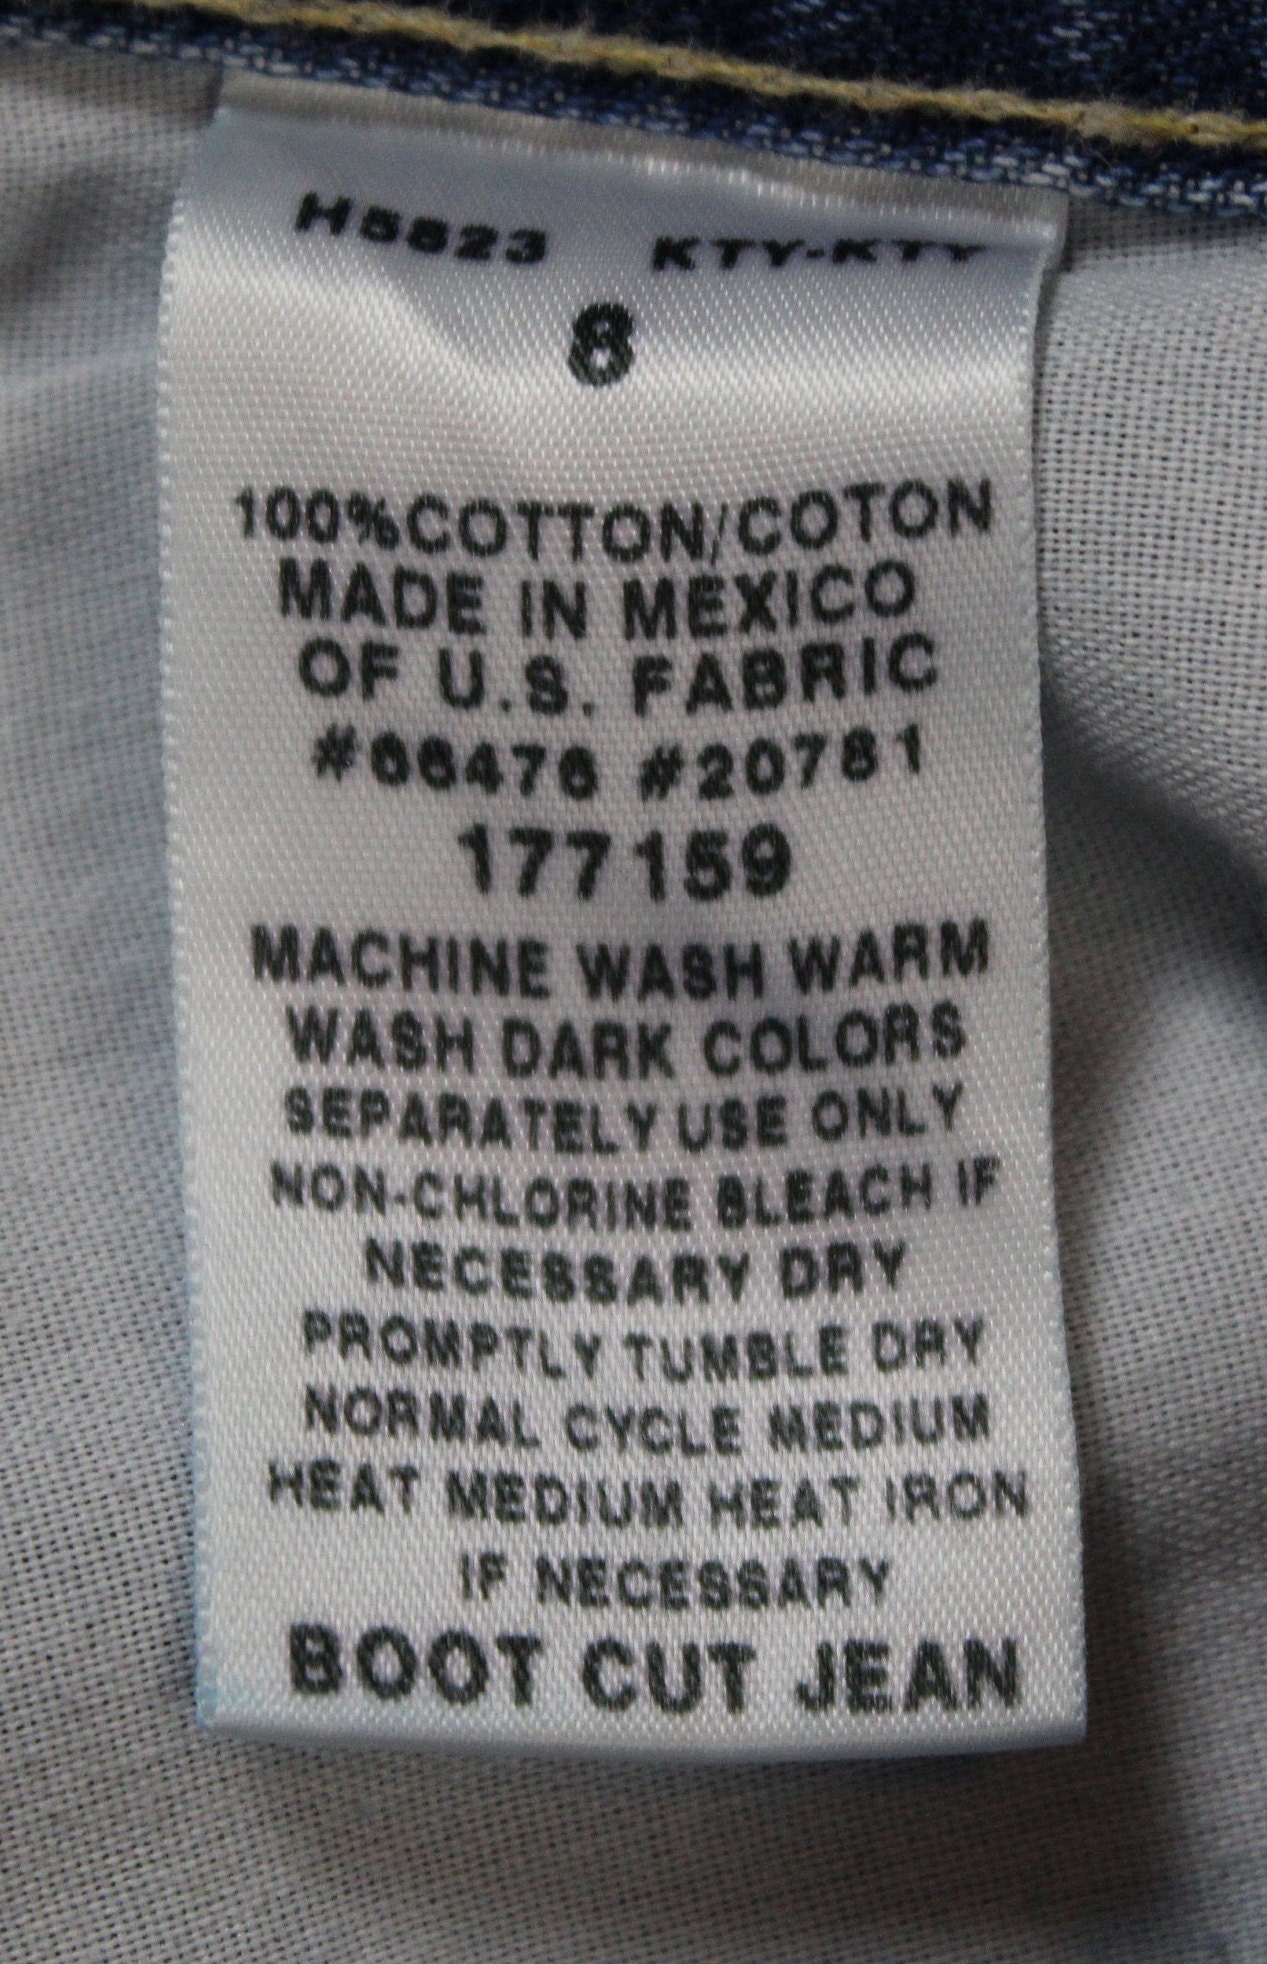 H5823 KTY-KTY
8
100%COTTON/COTON
MADE IN MEXICO
OF U.S. FABRIC
#66476 #20781
177159
MACHINE WASH WARM
WASH DARK COLORS
SEPARATELY USE ONLY
NON-CHLORINE BLEACH IF
NECESSARY DRY
PROMPTLY TUMBLE DRY
NORMAL CYCLE MEDIUM
HEAT MEDIUM HEAT IRON
IF NECESSARY
BOOT CUT JEAN